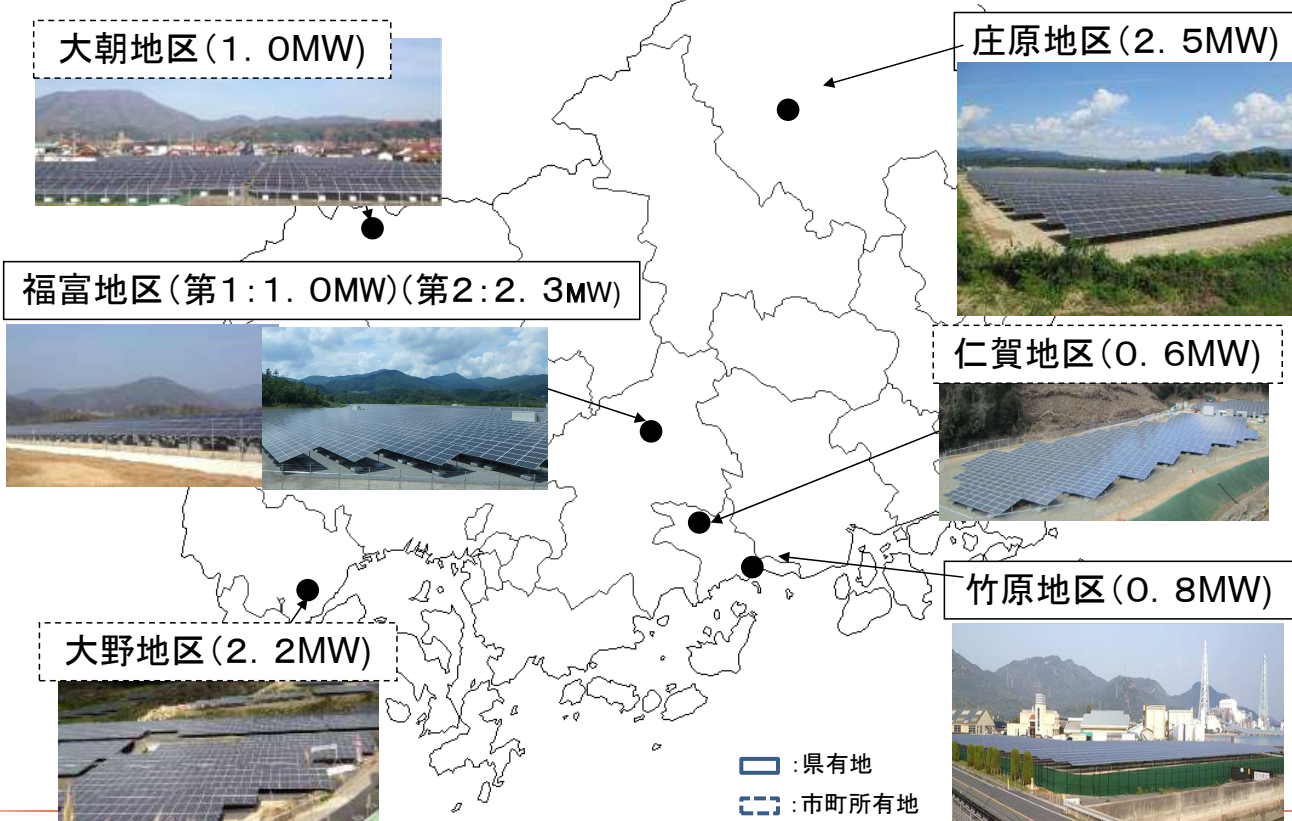 大朝地区(1. 0MW)
庄原地区(2. 5MW)
福富地区(第1:1. 0MW)(第2:2. 3MW)
仁賀地区(0. 6MW)
竹原地区(0. 8MW)
大野地区(2. 2MW)
:県有地
:市町所有地